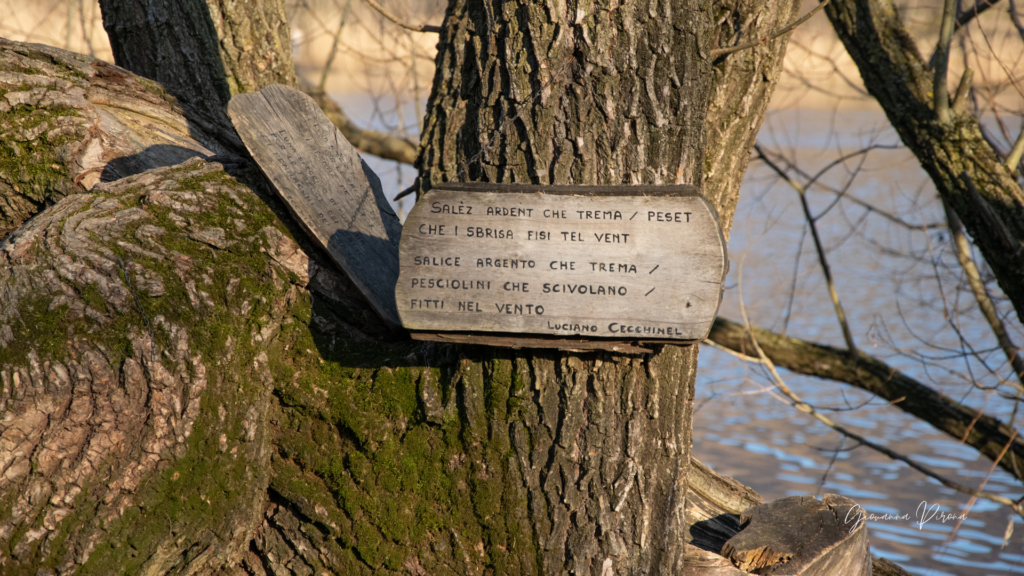 SALÈZ ARDENT CHE TREMA / PESET
CHE I SBRISA FISI TEL VENT
SALICE ARGENTO CHE TREMA /
PESCIOLINI CHE SCIVOLANO /
FITTI NEL VENTO
LUCIANO CECCHINEL
Giovanna Pirona